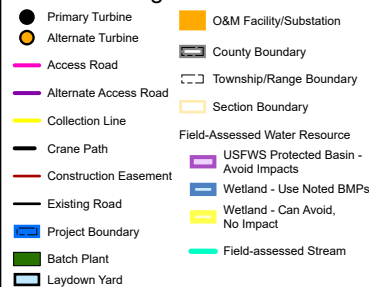 Primary Turbine
Alternate Turbine
Access Road
Alternate Access Road
Collection Line
Crane Path
Construction Easement
Existing Road
Project Boundary
Batch Plant
Laydown Yard
O&M Facility/Substation
County Boundary
Township/Range Boundary
Section Boundary
Field-Assessed Water Resource
USFWS Protected Basin -
Avoid Impacts
Wetland - Use Noted BMPs
Wetland - Can Avoid,
No Impact
Field-assessed Stream